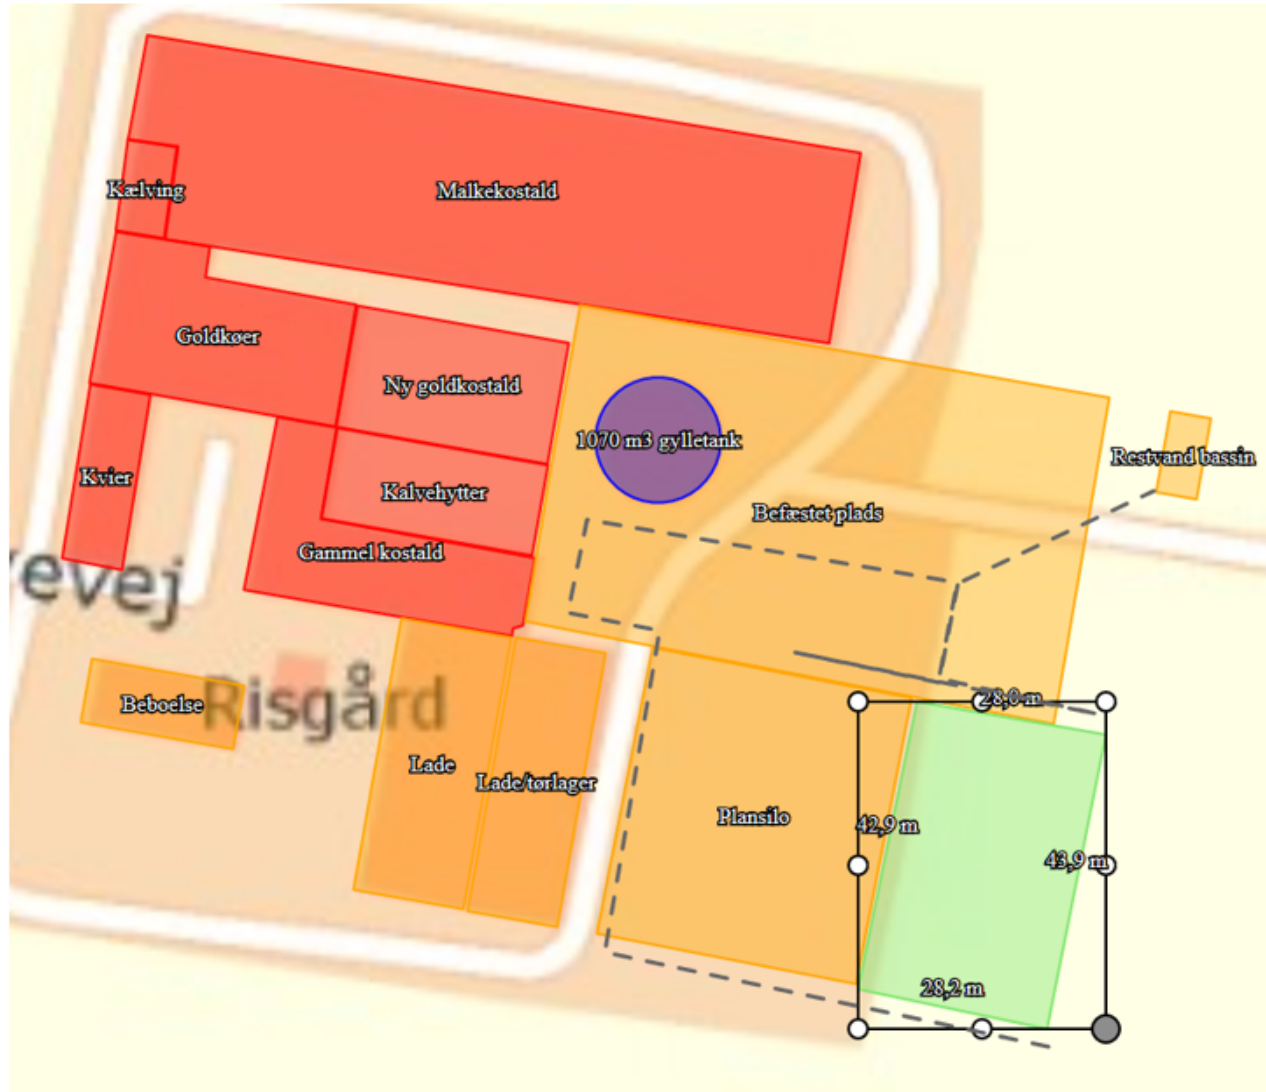 Kælving
Malkekostald
Goldkøer
Ny goldkostald
1070 m3 gylletank
Restvand bassin
Kvier
Kalvehytter
Befæstet plads
Gammel kostald
evej
Beboelse
Risgård
28,0 m
Lade
Lade/tørlager
Plansilo
42,9 m
43,9 m
28,2 m